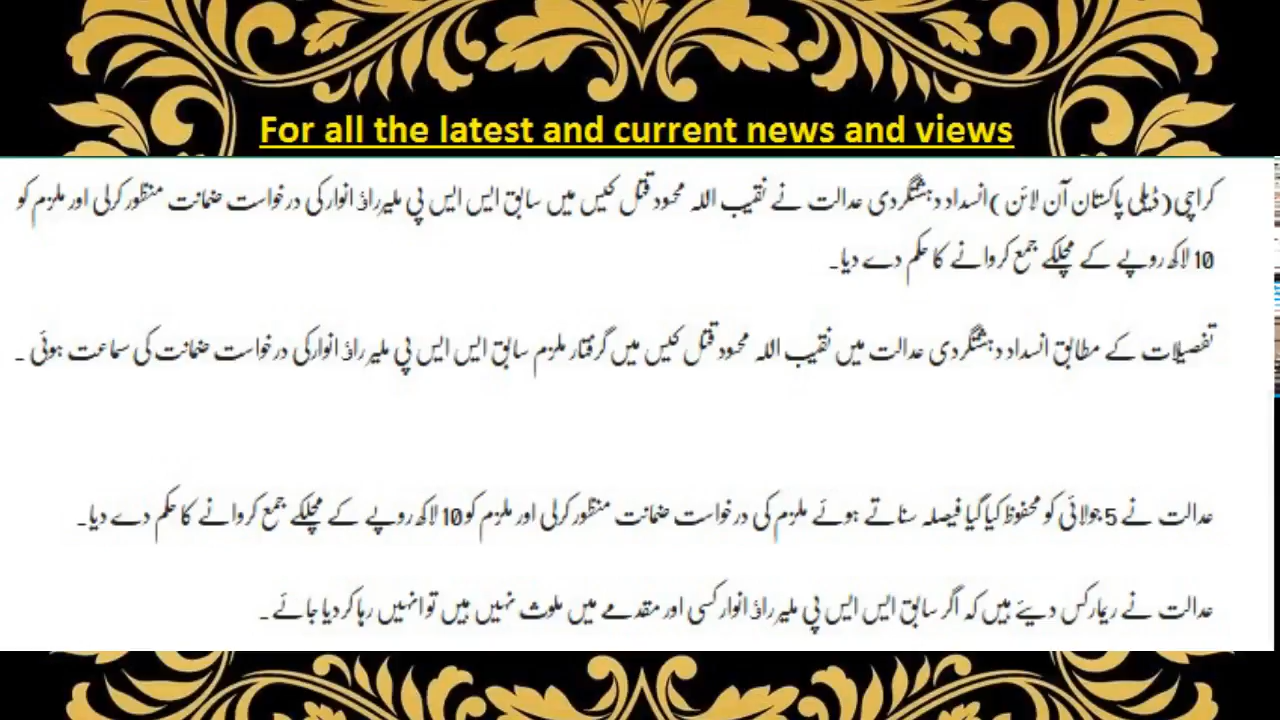 For all the latest and current news and views
کراچی(ڈیلی پاکستان آن لائن)انسداد دہشتگردی عدالت نے نقیب اللہ محسود قتل کیس میں سابق ایس ایس پی ملیرراؤ انوار کی درخواست ضمانت منظور کرلی اور ملزم کو
10 لاکھ روپے کے مچلکے جمع کروانے کا حکم دے دیا۔
تفصیلات کے مطابق انسداد دہشتگردی عدالت میں نقیب اللہ محسود قتل کیس میں گرفتار ملزم سابق ایس ایس پی ملیر راؤ انوارکی درخواست ضمانت کی سماعت ہوئی ۔
عدالت نے 5 جولائی کو محفوظ کیا گیا فیصلہ سناتے ہوئے ملزم کی درخواست ضمانت منظور کرلی اور ملزم کو 10 لاکھ روپے کے مچلکے جمع کروانے کا حکم دے دیا۔
عدالت نے ریمارکس دیئے ہیں کہ اگر سابق ایس ایس پی ملیر راؤ انوار کسی اور مقدمے میں ملوث نہیں ہیں تو انہیں رہا کردیا جائے ۔